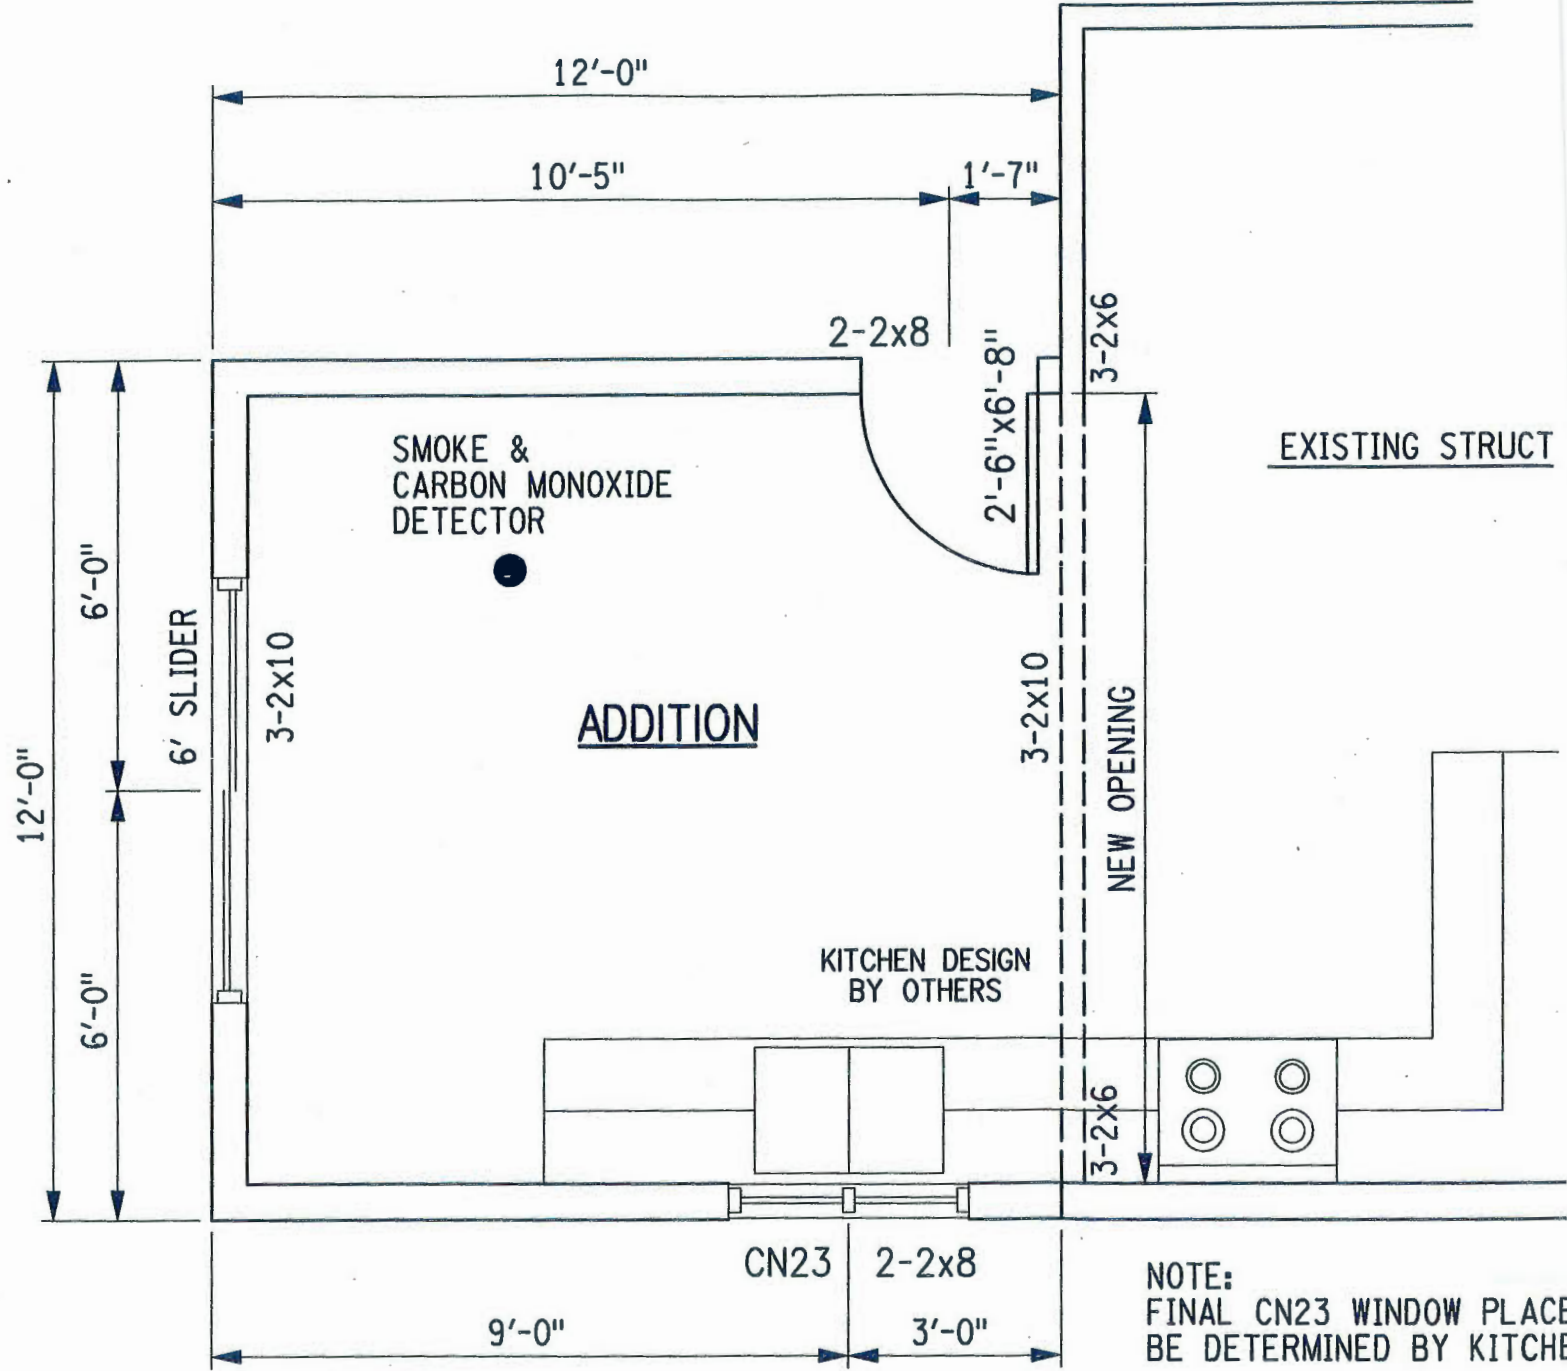 12'-0"
10'-5"
1'-7"
2-2x8
2'-6"x6'-8"
3-2x6
EXISTING STRUCT
SMOKE &
CARBON MONOXIDE
DETECTOR
6'-0"
6' SLIDER
3-2x10
ADDITION
3-2x10
NEW OPENING
12'-0"
6'-0"
KITCHEN DESIGN
BY OTHERS
3-2x6
CN23
2-2x8
9'-0"
3'-0"
NOTE:
FINAL CN23 WINDOW PLACE
BE DETERMINED BY KITCHE